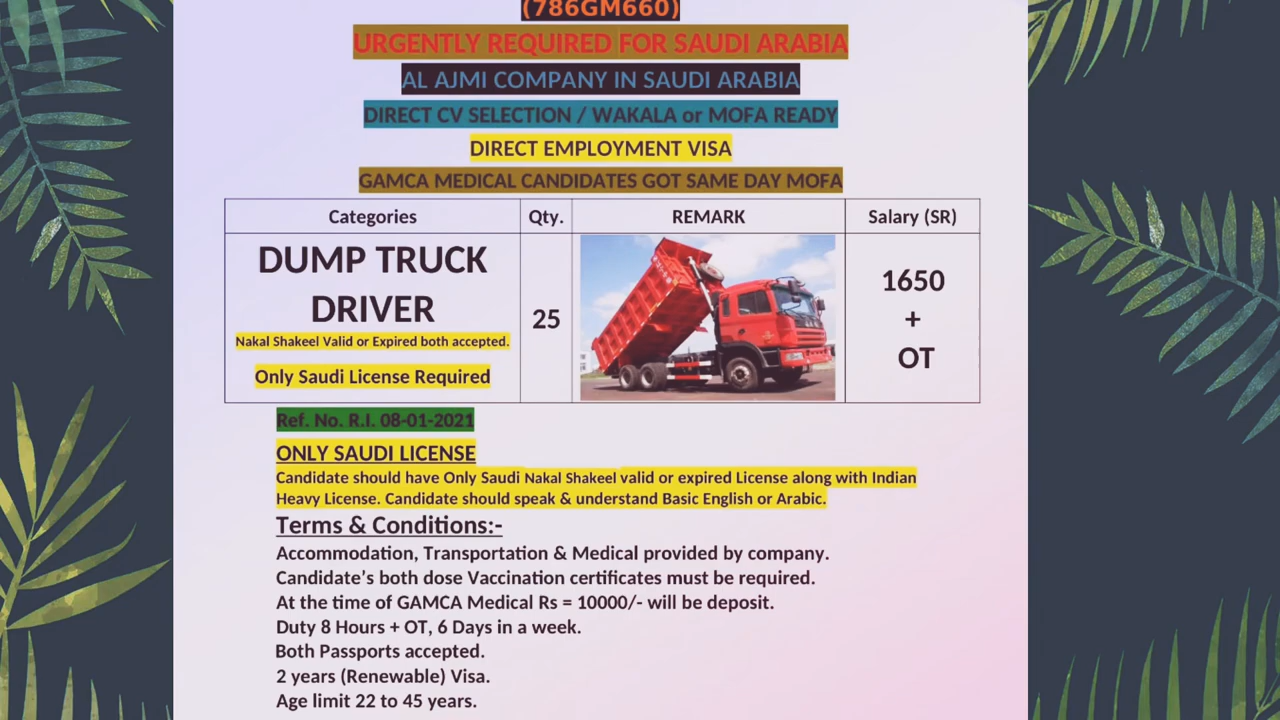 (786GM660)
URGENTLY REQUIRED FOR SAUDI ARABIA
AL AJMI COMPANY IN SAUDI ARABIA
DIRECT CV SELECTION / WAKALA or MOFA READY
DIRECT EMPLOYMENT VISA
GAMCA MEDICAL CANDIDATES GOT SAME DAY MOFA
Categories Qty. REMARK Salary (SR)
DUMP TRUCK
DRIVER
Nakal Shakeel Valid or Expired both accepted.
Only Saudi License Required
25
1650
+
OT
Ref. No. R.I. 08-01-2021
ONLY SAUDI LICENSE
Candidate should have Only Saudi Nakal Shakeel valid or expired License along with Indian
Heavy License. Candidate should speak & understand Basic English or Arabic.
Terms & Conditions:-
Accommodation, Transportation & Medical provided by company.
Candidate's both dose Vaccination certificates must be required.
At the time of GAMCA Medical Rs = 10000/- will be deposit.
Duty 8 Hours + OT, 6 Days in a week.
Both Passports accepted.
2 years (Renewable) Visa.
Age limit 22 to 45 years.